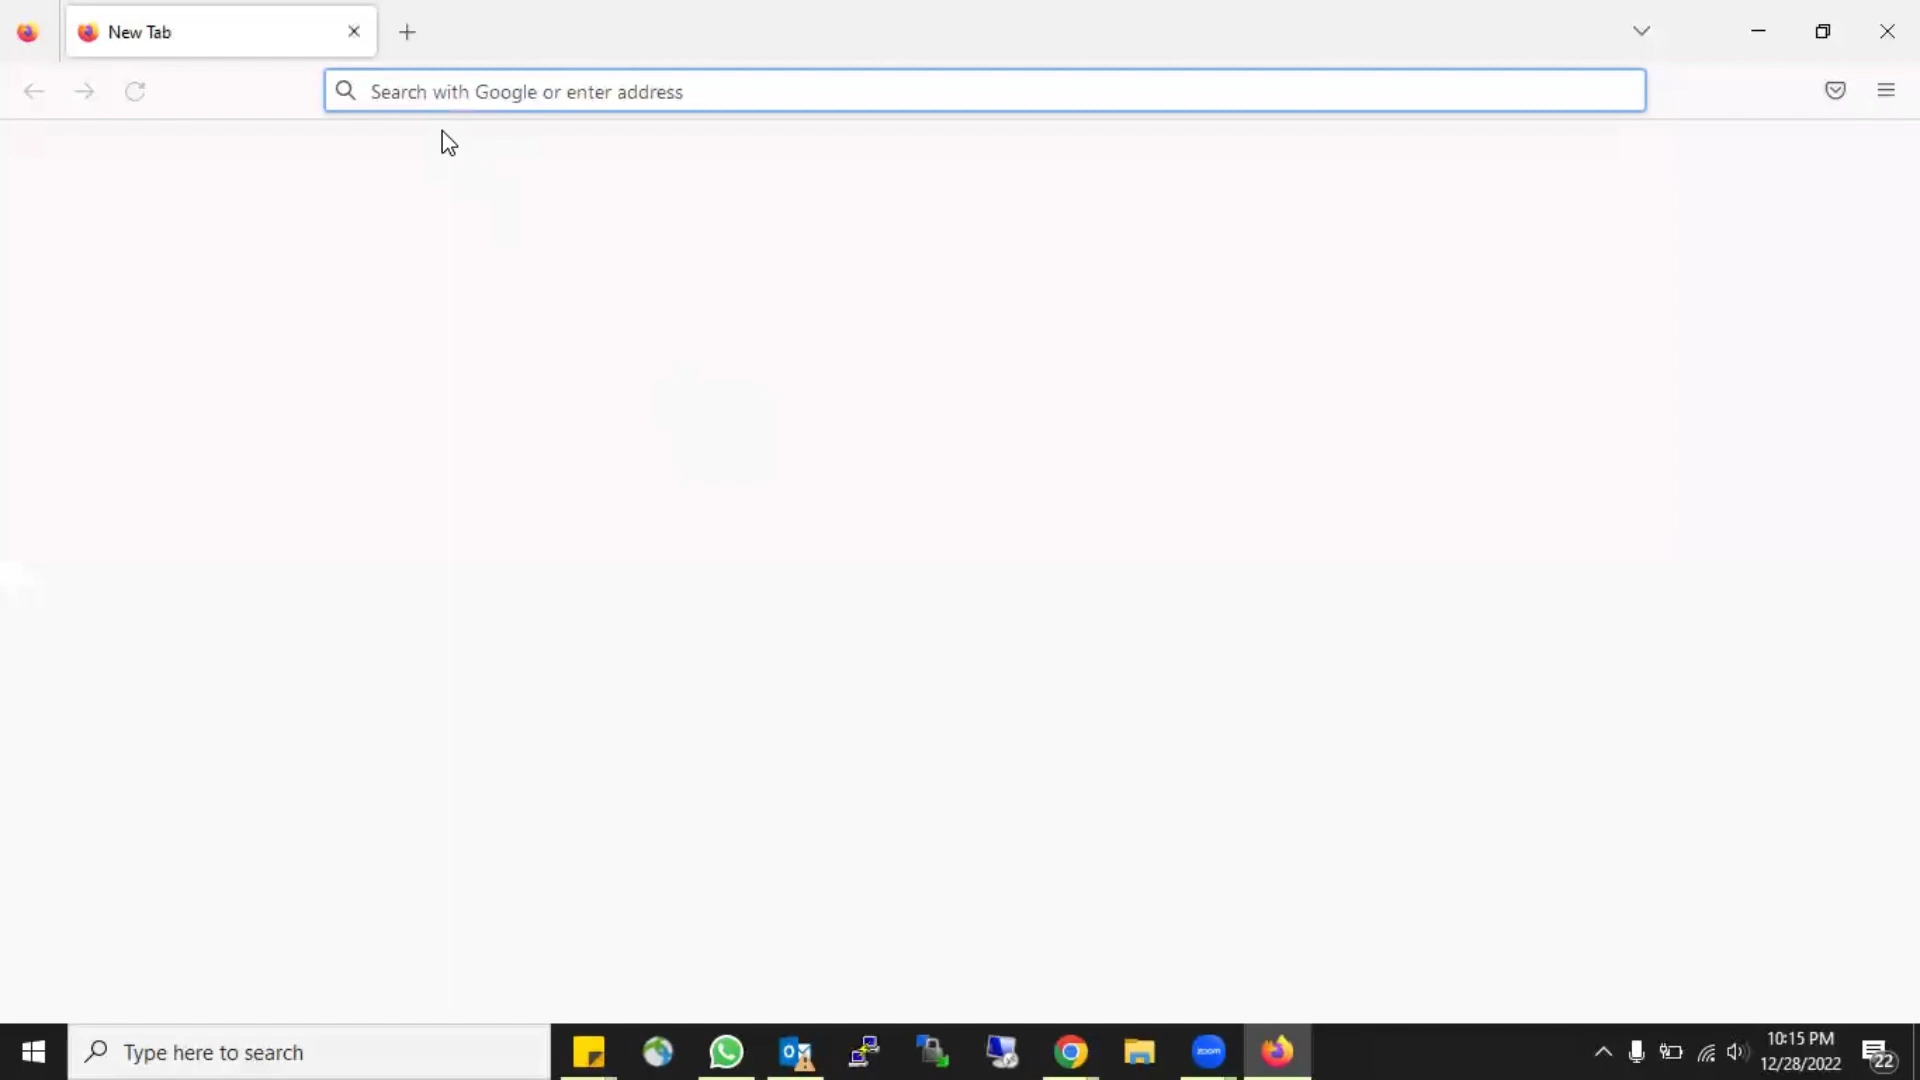 New Tab
Search with Google or enter address
Type here to search
zoom
10:15 PM
12/28/2022
22